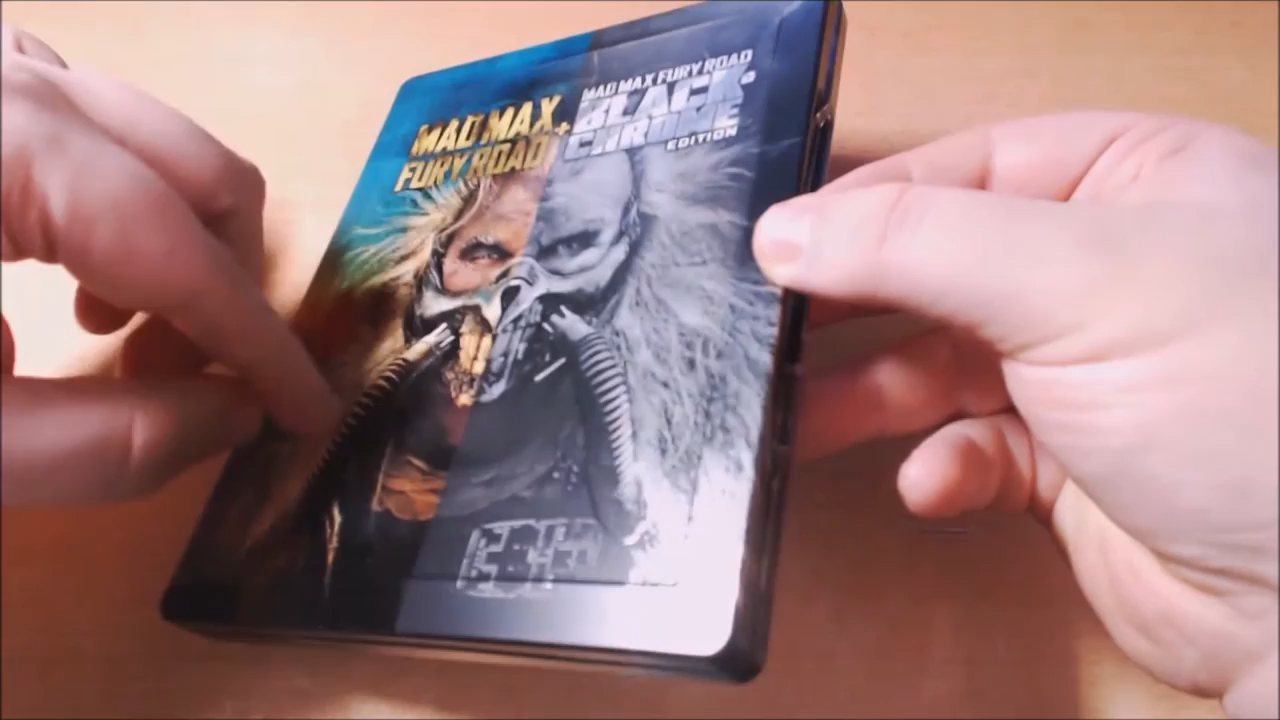 MAD MAX
FURY ROAD
+
MAD MAX FURY ROAD
BLACK &
CHROME
EDITION